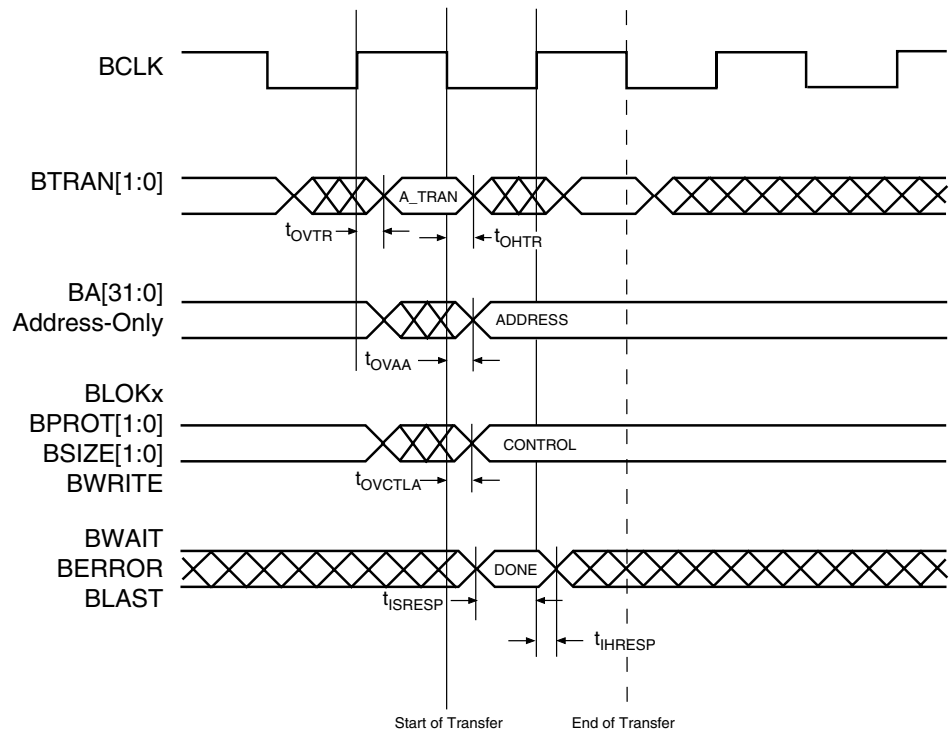 BCLK
BTRAN[1:0]
A_TRAN
tOVTR
tOHTR
BA[31:0]
Address-Only
ADDRESS
tOVAA
BLOKx
BPROT[1:0]
BSIZE[1:0]
BWRITE
CONTROL
tOVCTLA
BWAIT
BERROR
BLAST
DONE
tISRESP
tIHRESP
Start of Transfer
End of Transfer